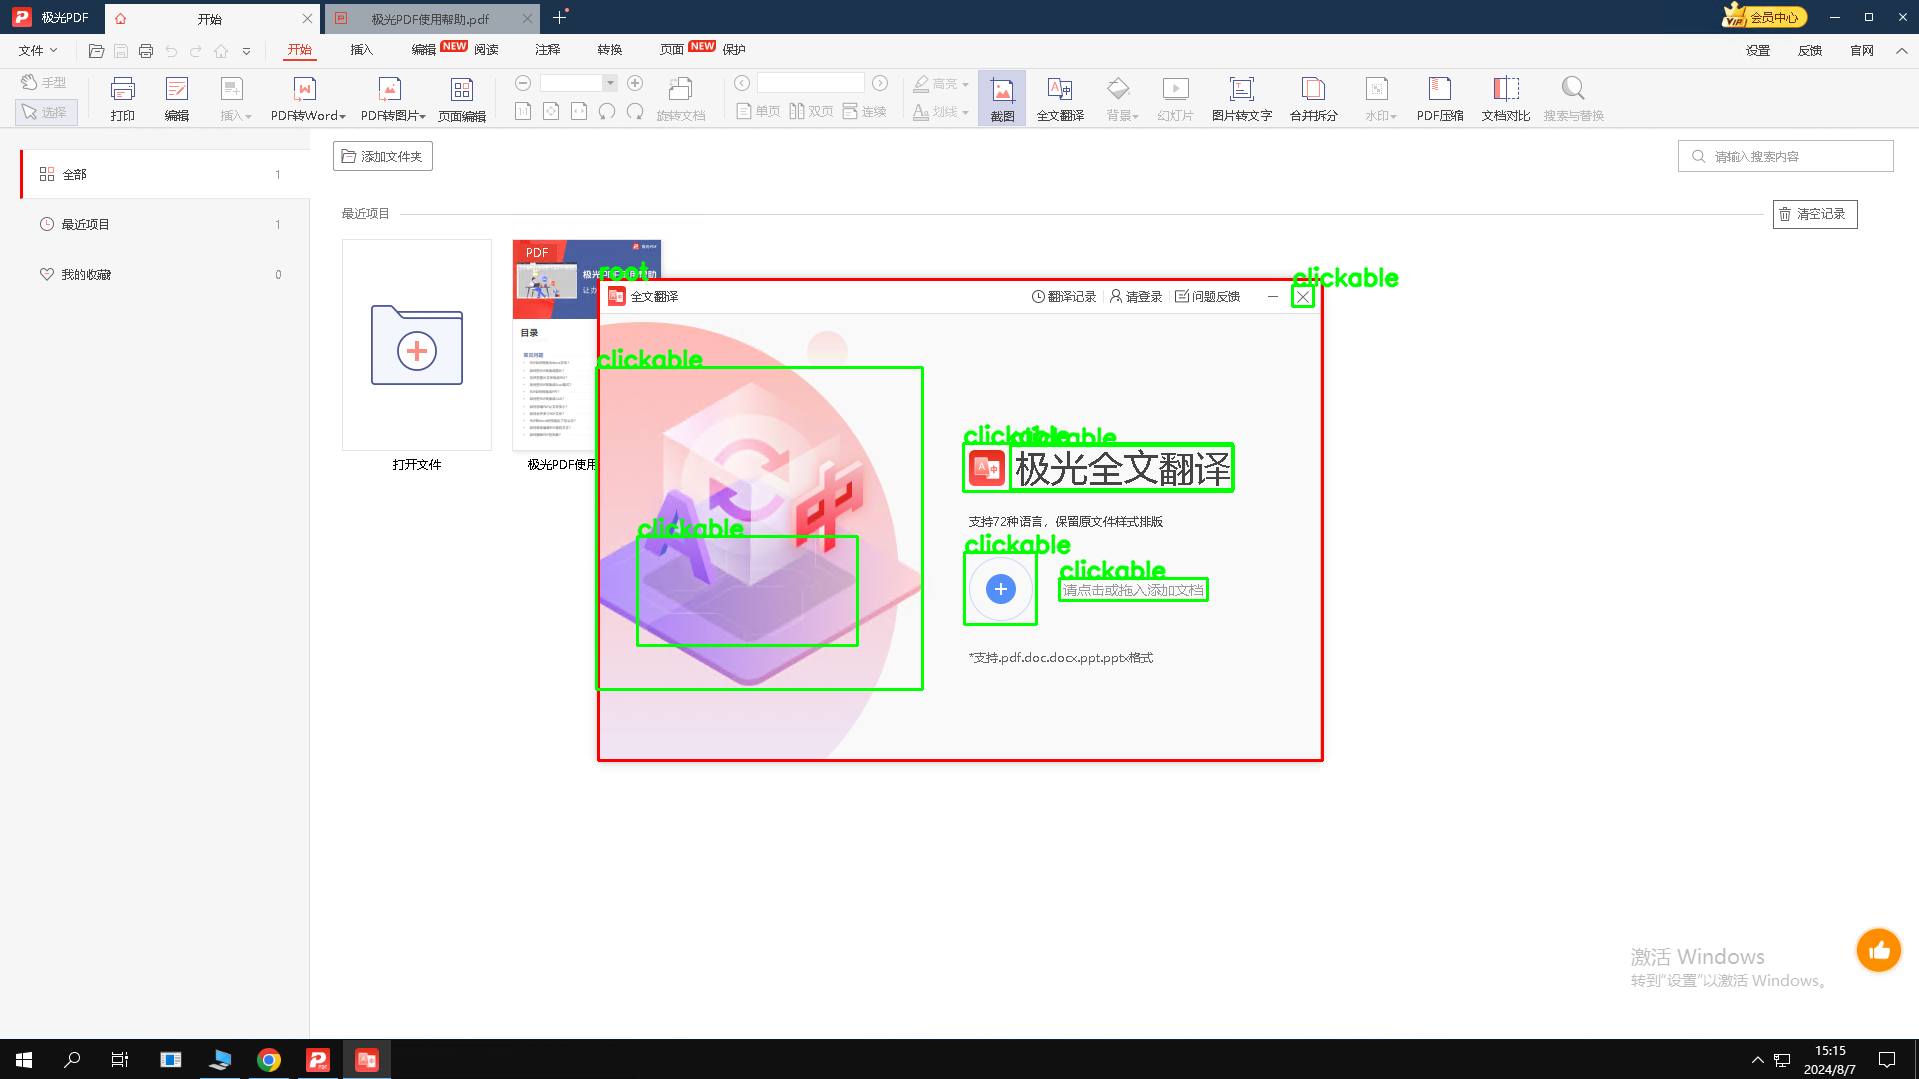 极光PDF
开始
极光PDF使用帮助.pdf
VIP 会员中心
文件
开始
插入
编辑 NEW
阅读
注释
转换
页面 NEW
保护
设置
反馈
官网
手型
选择
打印
编辑
插入
PDF转Word
PDF转图片
页面编辑
1:1
旋转文档
单页
双页
连续
高亮
划线
截图
全文翻译
背景
幻灯片
图片转文字
合并拆分
水印
PDF压缩
文档对比
搜索与替换
全部 1
最近项目 1
我的收藏 0
添加文件夹
请输入搜索内容
最近项目
清空记录
打开文件
PDF
目录
常见问题
极光PDF使用
root
clickable
全文翻译
翻译记录
请登录
问题反馈
clickable
clickable
clickable
clickable
极光全文翻译
支持72种语言，保留原文件样式排版
clickable
clickable
请点击或拖入添加文档
*支持.pdf.doc.docx.ppt.pptx格式
激活 Windows
转到"设置"以激活 Windows。
15:15
2024/8/7